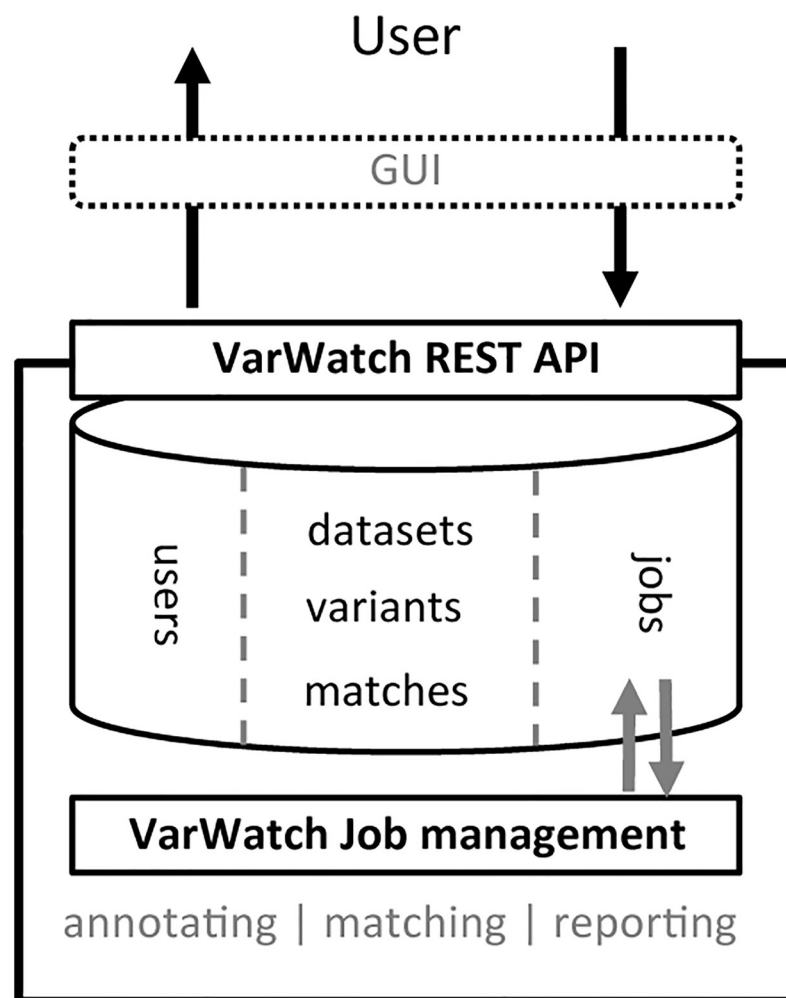 User
GUI
VarWatch REST API
users
datasets
variants
matches
jobs
VarWatch Job management
annotating | matching | reporting